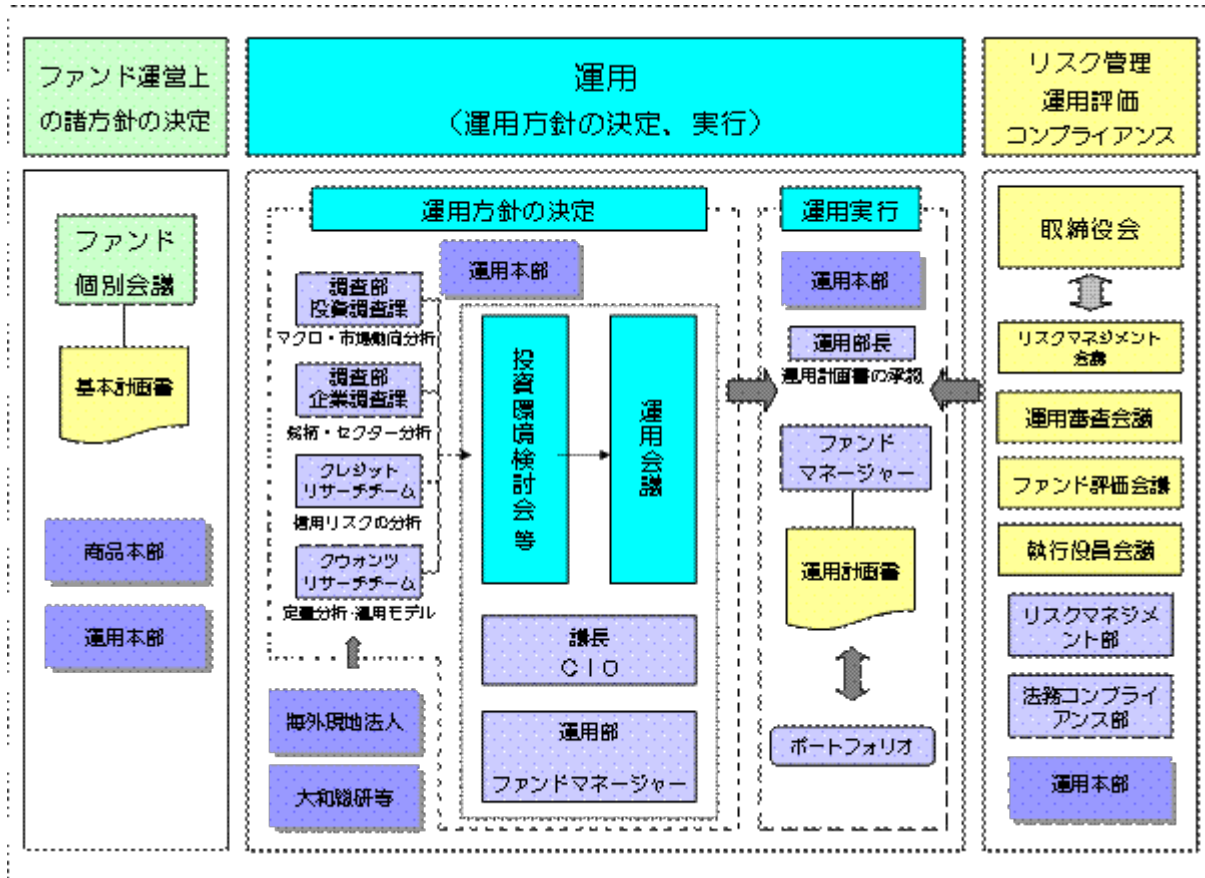 ファンド運営上
の諸方針の決定
運用
（運用方針の決定、実行）
リスク管理
運用評価
コンプライアンス
ファンド
個別会議
基本計画書
商品本部
運用本部
運用方針の決定
運用本部
調査部
投資調査課
マクロ・市場動向分析
調査部
企業調査課
銘柄・セクター分析
クレジット
リサーチチーム
信用リスクの分析
クウォンツ
リサーチチーム
定量分析・運用モデル
海外現地法人
大和総研等
投資環境検討会等
運用会議
議長
ＣＩＯ
運用部
ファンドマネージャー
運用実行
運用本部
運用部長
運用計画書の承認
ファンド
マネージャー
運用計画書
ポートフォリオ
取締役会
リスクマネジメント
会議
運用審査会議
ファンド評価会議
執行役員会議
リスクマネジメ
ント部
法務コンプライ
アンス部
運用本部